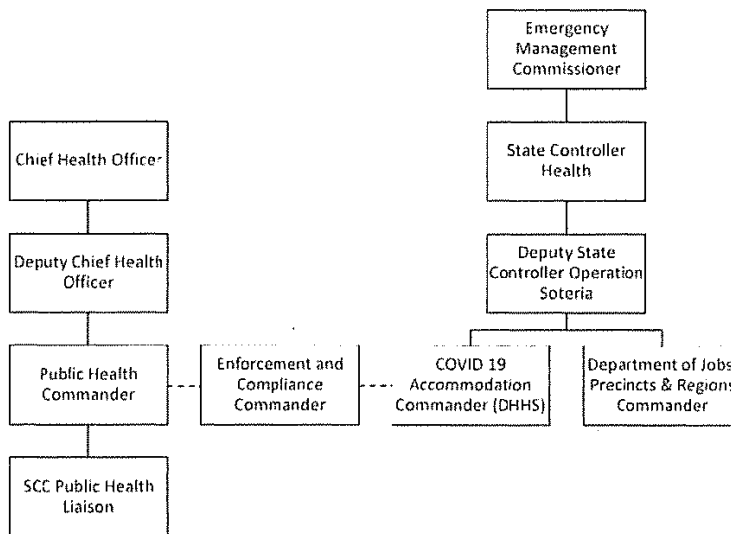 Emergency
Management
Commissioner
Chief Health Officer
State Controller
Health
Deputy Chief Health
Officer
Deputy State
Controller Operation
Soteria
Public Health
Commander
Enforcement and
Compliance
Commander
COVID 19
Accommodation
Commander (DHHS)
Department of Jobs
Precincts & Regions
Commander
SCC Public Health
Liaison